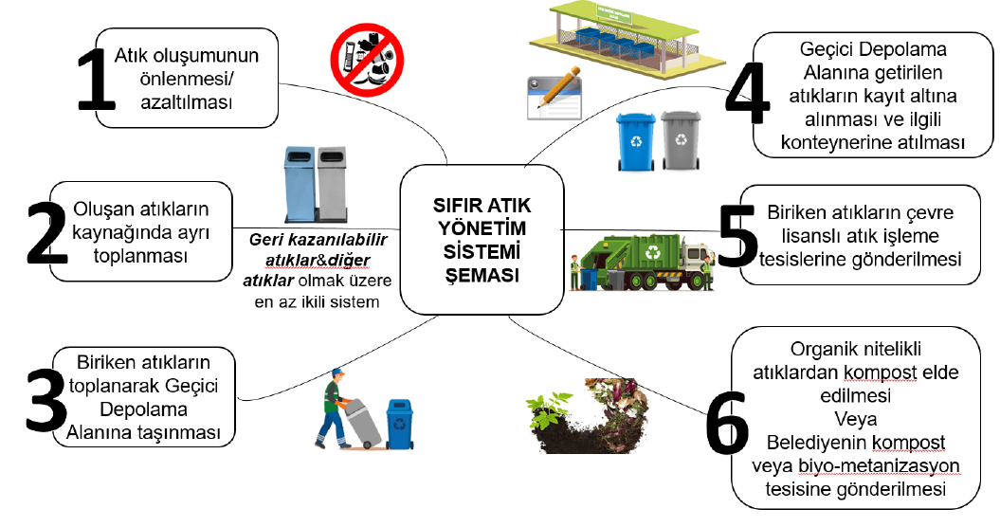 1
Atık oluşumunun
önlenmesi/
azaltılması
2
Oluşan atıkların
kaynağında ayrı
toplanması
Geri kazanılabilir
atıklar&diğer
atıklar olmak üzere
en az ikili sistem
3
Biriken atıkların
toplanarak Geçici
Depolama
Alanına taşınması
SIFIR ATIK
YÖNETİM
SİSTEMİ
ŞEMASI
4
Geçici Depolama
Alanına getirilen
atıkların kayıt altına
alınması ve ilgili
konteynerine atılması
5
Biriken atıkların çevre
lisanslı atık işleme
tesislerine gönderilmesi
6
Organik nitelikli
atıklardan kompost elde
edilmesi
Veya
Belediyenin kompost
veya biyo-metanizasyon
tesisine gönderilmesi